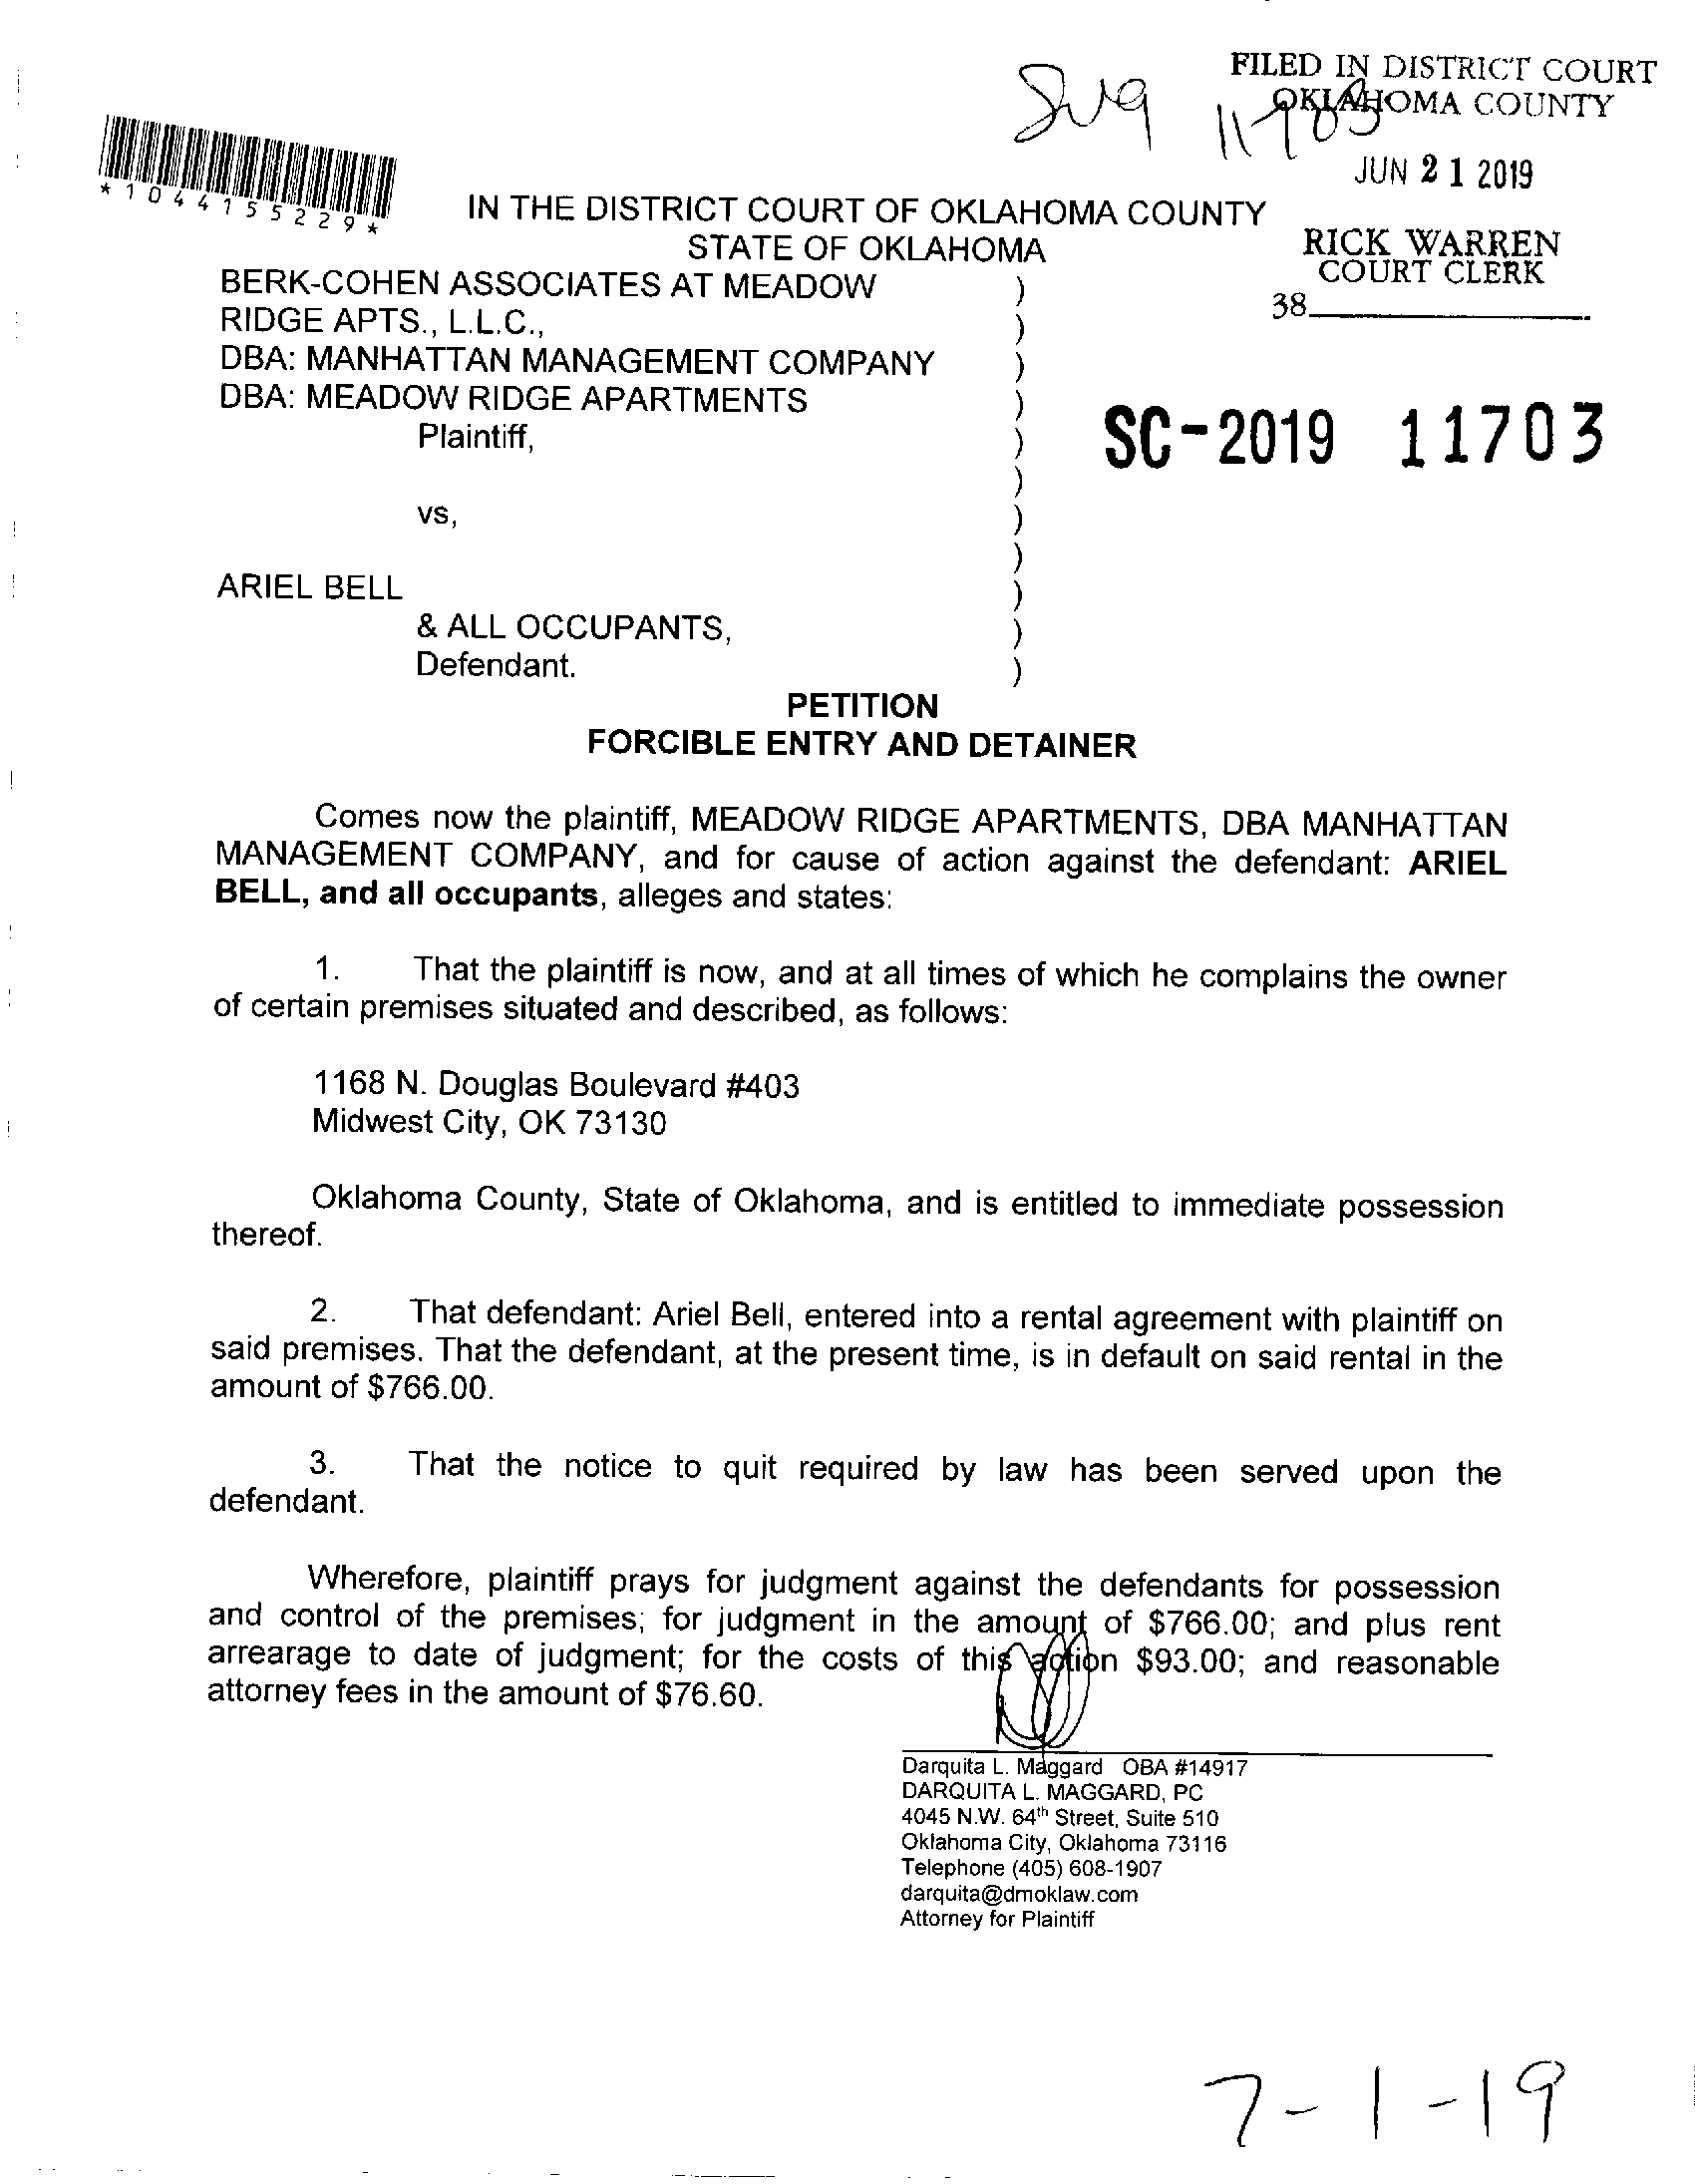 FILED IN DISTRICT COURT
OKLAHOMA COUNTY
11703
JUN 21 2019
*1044155229*
IN THE DISTRICT COURT OF OKLAHOMA COUNTY
STATE OF OKLAHOMA
RICK WARREN
COURT CLERK
38
BERK-COHEN ASSOCIATES AT MEADOW )
RIDGE APTS., L.L.C., )
DBA: MANHATTAN MANAGEMENT COMPANY )
DBA: MEADOW RIDGE APARTMENTS )
Plaintiff, )
)
vs, )
)
ARIEL BELL )
& ALL OCCUPANTS, )
Defendant. )
SC-2019 11703
PETITION
FORCIBLE ENTRY AND DETAINER
Comes now the plaintiff, MEADOW RIDGE APARTMENTS, DBA MANHATTAN
MANAGEMENT COMPANY, and for cause of action against the defendant: ARIEL
BELL, and all occupants, alleges and states:
1. That the plaintiff is now, and at all times of which he complains the owner
of certain premises situated and described, as follows:
1168 N. Douglas Boulevard #403
Midwest City, OK 73130
Oklahoma County, State of Oklahoma, and is entitled to immediate possession
thereof.
2. That defendant: Ariel Bell, entered into a rental agreement with plaintiff on
said premises. That the defendant, at the present time, is in default on said rental in the
amount of $766.00.
3. That the notice to quit required by law has been served upon the
defendant.
Wherefore, plaintiff prays for judgment against the defendants for possession
and control of the premises; for judgment in the amount of $766.00; and plus rent
arrearage to date of judgment; for the costs of this action $93.00; and reasonable
attorney fees in the amount of $76.60.
Darquita L. Maggard OBA #14917
DARQUITA L. MAGGARD, PC
4045 N.W. 64th Street, Suite 510
Oklahoma City, Oklahoma 73116
Telephone (405) 608-1907
darquita@dmoklaw.com
Attorney for Plaintiff
7-1-19